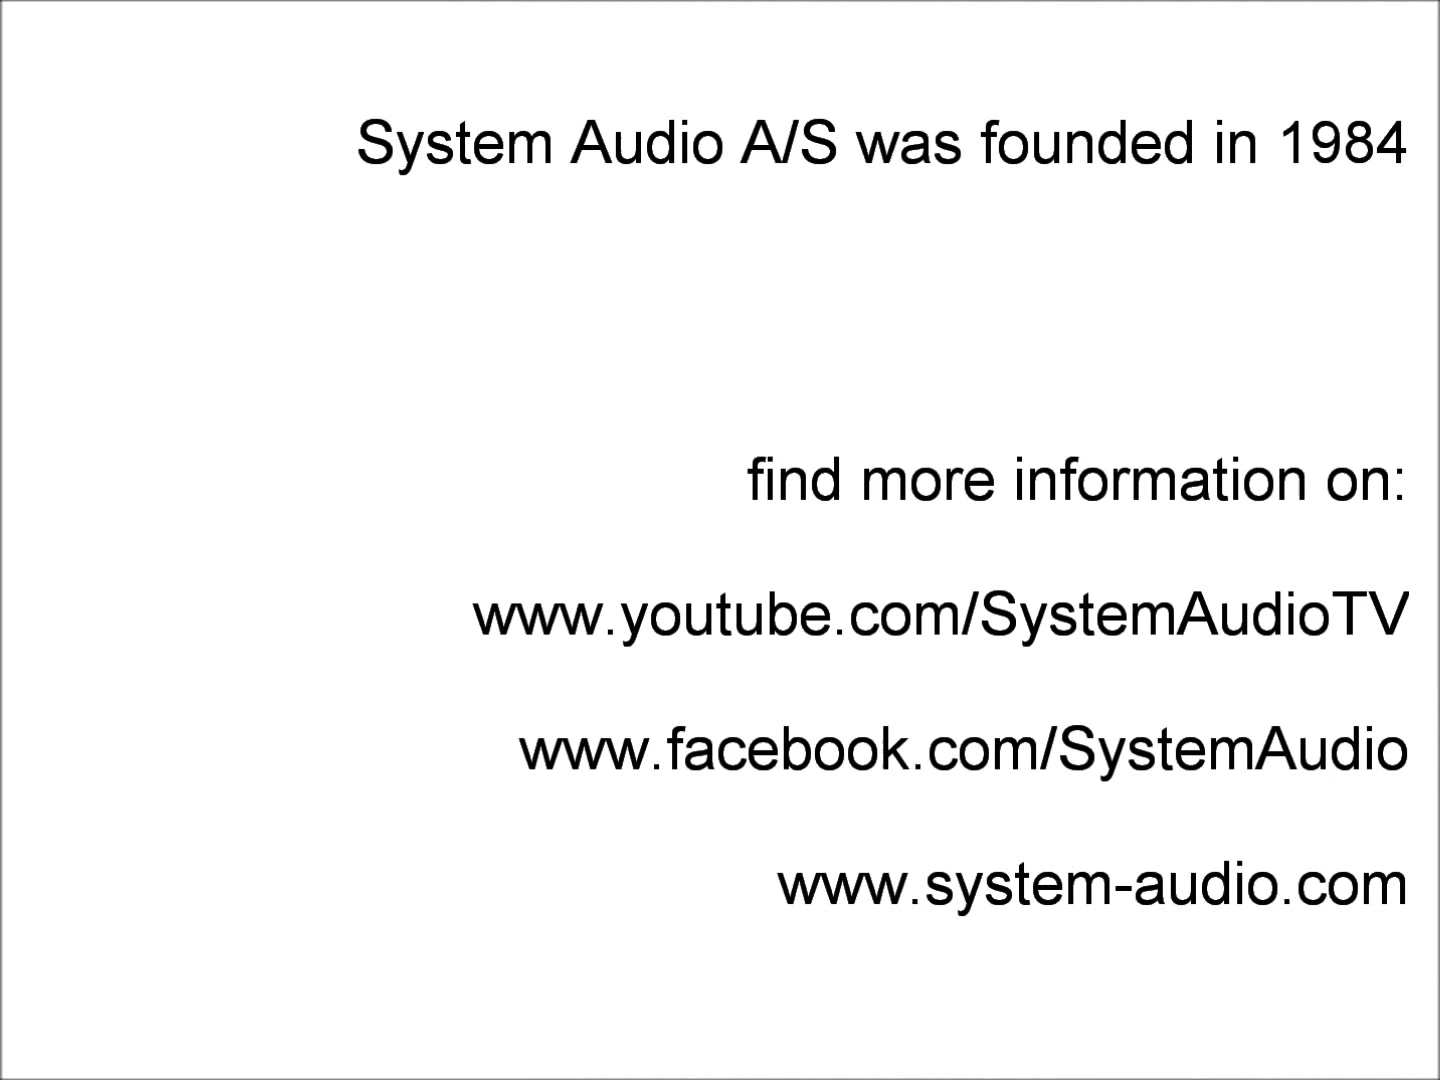 System Audio A/S was founded in 1984
find more information on:
www.youtube.com/SystemAudioTV
www.facebook.com/SystemAudio
www.system-audio.com